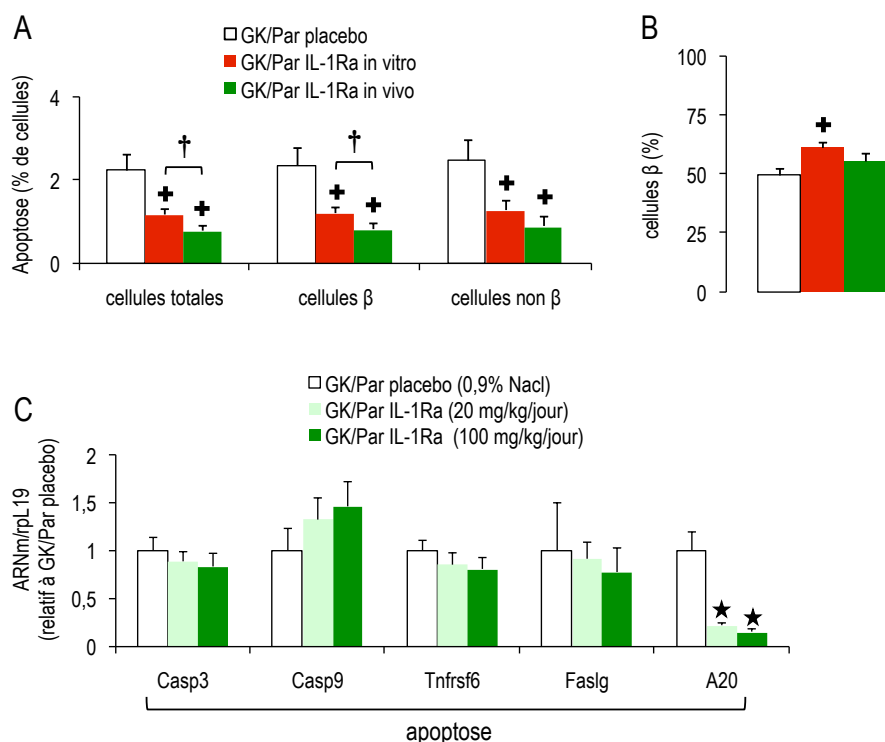 A
GK/Par placebo
GK/Par IL-1Ra in vitro
GK/Par IL-1Ra in vivo
Apoptose (% de cellules)
4
2
0
†
†
+
+
+
+
+
+
cellules totales
cellules β
cellules non β
B
cellules β (%)
100
75
50
25
0
+
C
GK/Par placebo (0,9% Nacl)
GK/Par IL-1Ra (20 mg/kg/jour)
GK/Par IL-1Ra (100 mg/kg/jour)
ARNm/rpL19
(relatif à GK/Par placebo)
2
1,5
1
0,5
0
★
★
Casp3
Casp9
Tnfrsf6
Faslg
A20
apoptose